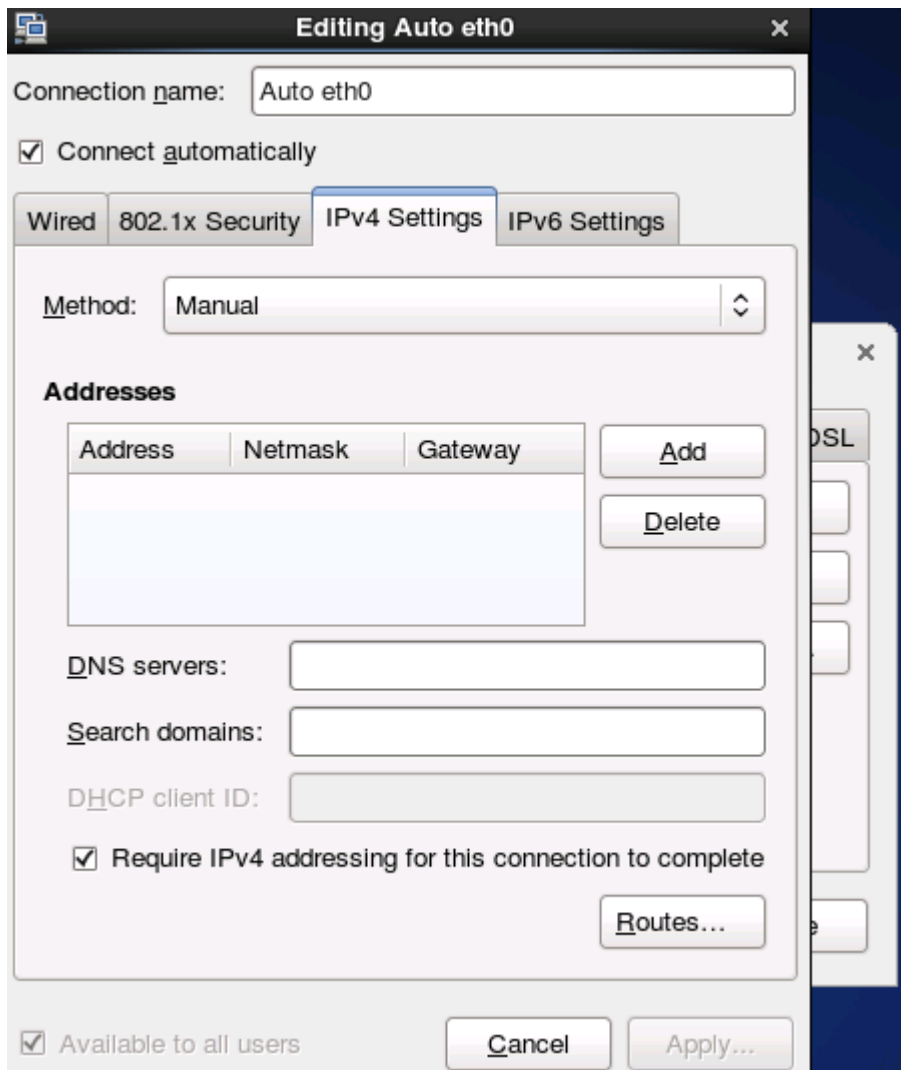 Editing Auto eth0
Connection name: Auto eth0
Connect automatically
Wired 802.1x Security IPv4 Settings IPv6 Settings
Method: Manual
Addresses
Address Netmask Gateway
Add
Delete
DNS servers:
Search domains:
DHCP client ID:
Require IPv4 addressing for this connection to complete
Routes...
Available to all users Cancel Apply...
DSL